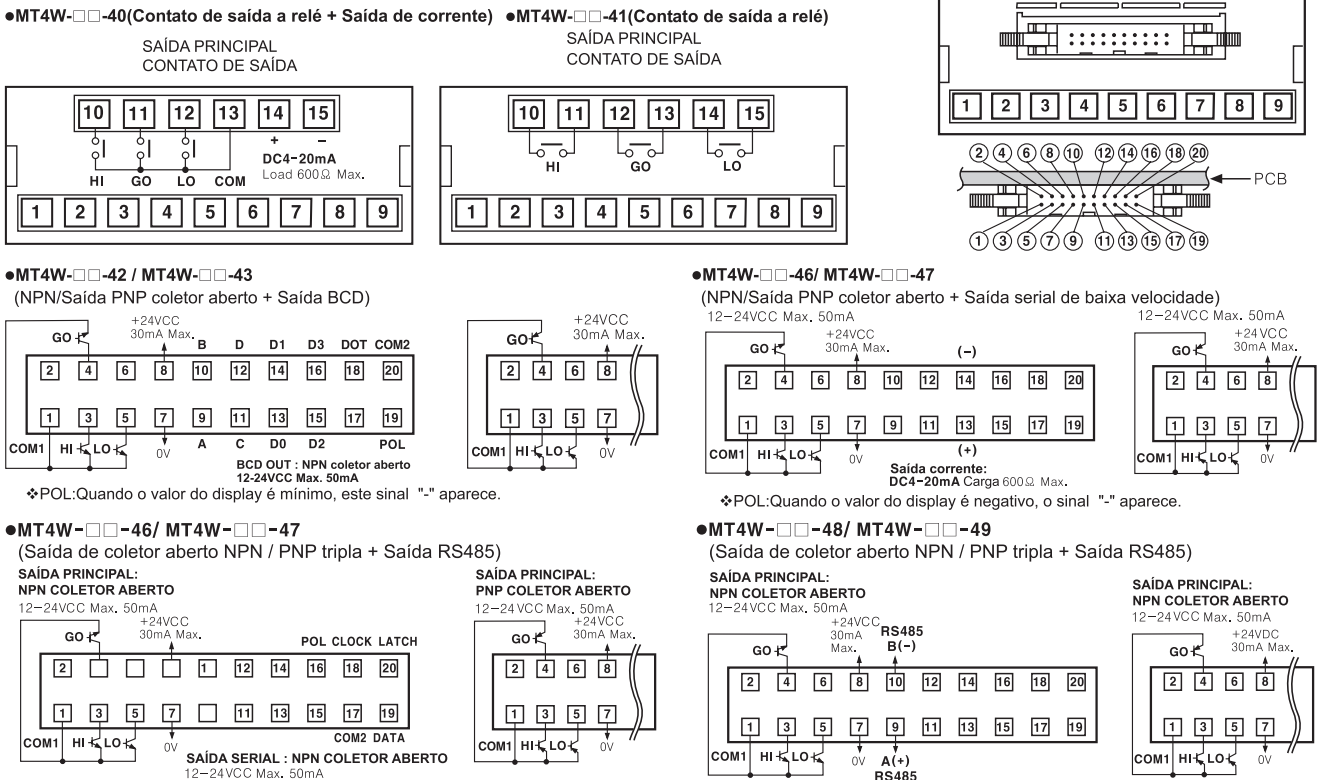 ●MT4W-□□-40(Contato de saída a relé + Saída de corrente)
SAÍDA PRINCIPAL
CONTATO DE SAÍDA
10 11 12 13 14 15
+ −
DC4-20mA
Load 600Ω Max.
HI GO LO COM
1 2 3 4 5 6 7 8 9
●MT4W-□□-41(Contato de saída a relé)
SAÍDA PRINCIPAL
CONTATO DE SAÍDA
10 11 12 13 14 15
HI GO LO
1 2 3 4 5 6 7 8 9
1 2 3 4 5 6 7 8 9
2 4 6 8 10 12 14 16 18 20
PCB
1 3 5 7 9 11 13 15 17 19
●MT4W-□□-42 / MT4W-□□-43
(NPN/Saída PNP coletor aberto + Saída BCD)
+24VCC
30mA Max.
GO
B D D1 D3 DOT COM2
2 4 6 8 10 12 14 16 18 20
1 3 5 7 9 11 13 15 17 19
COM1 HI LO 0V
A C D0 D2 POL
BCD OUT : NPN coletor aberto
12-24VCC Max. 50mA
+24VCC
30mA Max.
GO
2 4 6 8
1 3 5 7
COM1 HI LO 0V
❖POL:Quando o valor do display é mínimo, este sinal "-" aparece.
●MT4W-□□-46/ MT4W-□□-47
(NPN/Saída PNP coletor aberto + Saída serial de baixa velocidade)
12-24VCC Max. 50mA
+24VCC
30mA Max.
GO
(-)
2 4 6 8 10 12 14 16 18 20
1 3 5 7 9 11 13 15 17 19
COM1 HI LO 0V
(+)
Saída corrente:
DC4-20mA Carga 600Ω Max.
12-24VCC Max. 50mA
+24VCC
30mA Max.
GO
2 4 6 8
1 3 5 7
COM1 HI LO 0V
❖POL:Quando o valor do display é negativo, o sinal "-" aparece.
●MT4W-□□-46/ MT4W-□□-47
(Saída de coletor aberto NPN / PNP tripla + Saída RS485)
SAÍDA PRINCIPAL:
NPN COLETOR ABERTO
12-24VCC Max. 50mA
+24VCC
30mA Max.
GO
POL CLOCK LATCH
2 1 12 14 16 18 20
1 3 5 7 11 13 15 17 19
COM1 HI LO 0V
COM2 DATA
SAÍDA SERIAL : NPN COLETOR ABERTO
12-24VCC Max. 50mA
SAÍDA PRINCIPAL:
PNP COLETOR ABERTO
12-24VCC Max. 50mA
+24VCC
30mA Max.
GO
2 4 6 8
1 3 5 7
COM1 HI LO 0V
●MT4W-□□-48/ MT4W-□□-49
(Saída de coletor aberto NPN / PNP tripla + Saída RS485)
SAÍDA PRINCIPAL:
NPN COLETOR ABERTO
12-24VCC Max. 50mA
+24VCC
30mA
Max.
RS485
B(-)
GO
2 4 6 8 10 12 14 16 18 20
1 3 5 7 9 11 13 15 17 19
COM1 HI LO 0V
A(+)
RS485
SAÍDA PRINCIPAL:
NPN COLETOR ABERTO
12-24VCC Max. 50mA
+24VDC
30mA Max.
GO
2 4 6 8
1 3 5 7
COM1 HI LO 0V